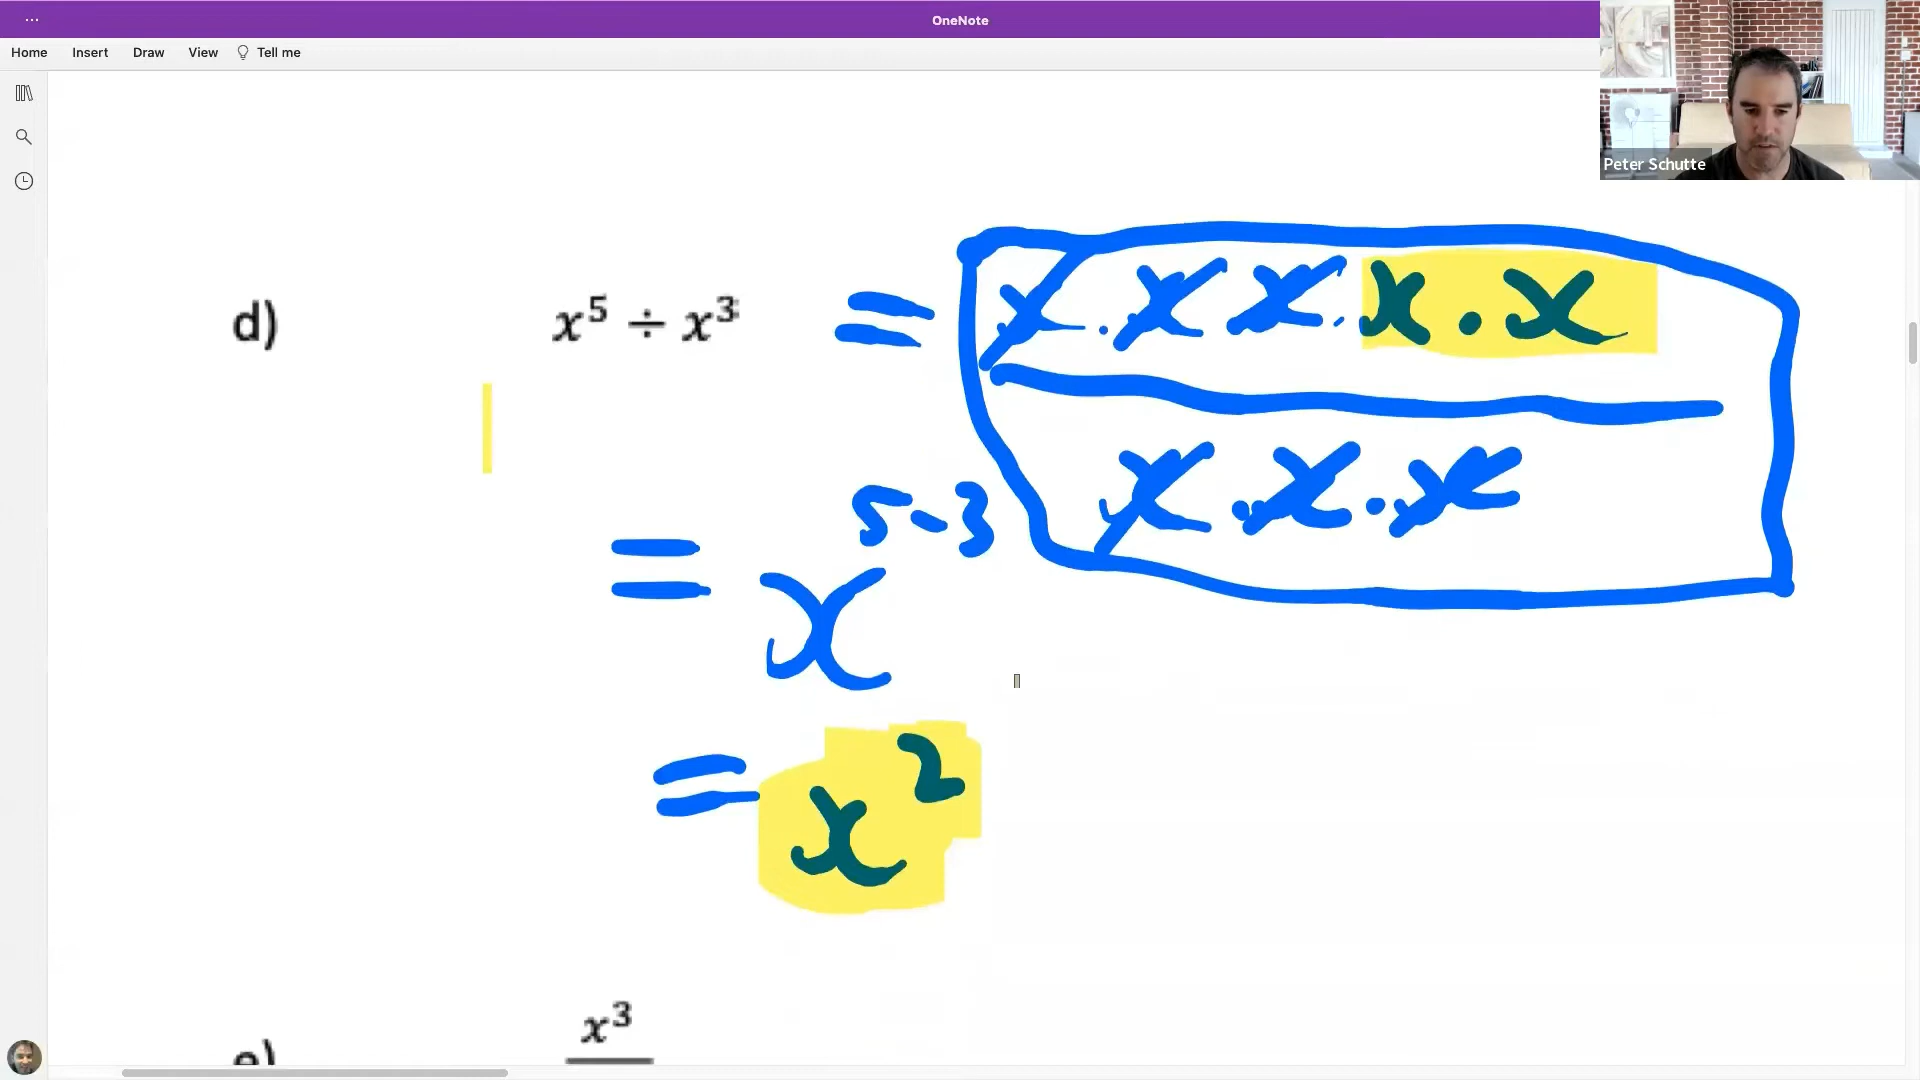 OneNote
Home Insert Draw View Tell me
Peter Schutte
d) x⁵ ÷ x³ = x . x x . x . x
x . x . x
= x⁵⁻³
= x²
x³
e)